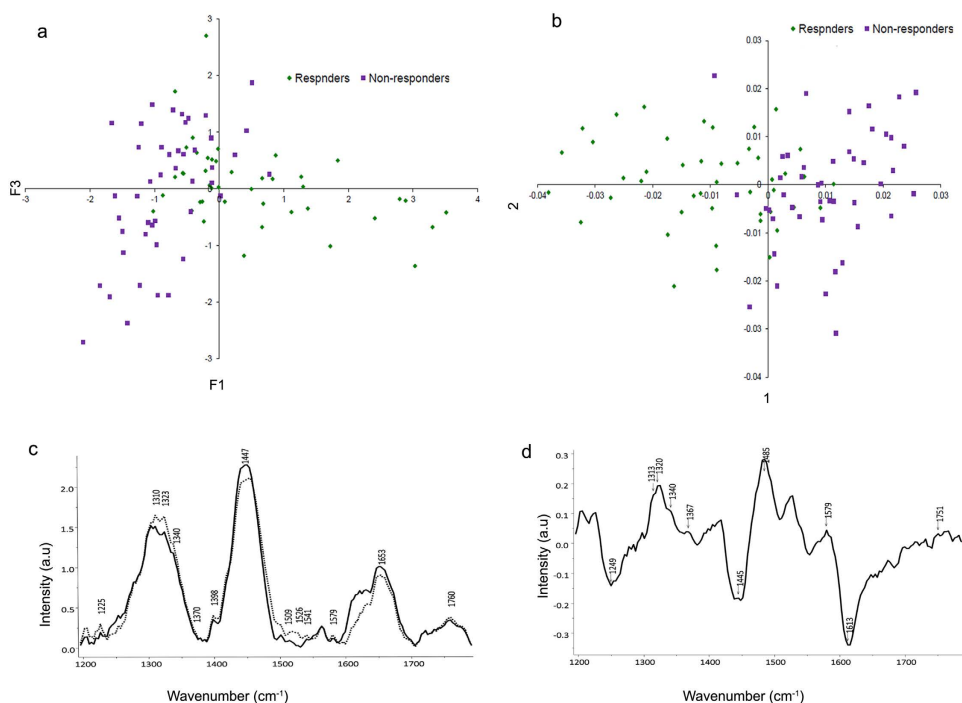 a
Respnders Non-responders
3
2
1
0
-1
-2
-3
-3 -2 -1 0 1 2 3 4
F3
F1
b
Respnders Non-responders
0.03
0.02
0.01
0
-0.01
-0.02
-0.03
-0.04
-0.04 -0.03 -0.02 -0.01 0 0.01 0.02 0.03
2
1
c
Intensity (a.u)
2.0
1.5
1.0
0.5
0.0
1225 1310 1323 1340 1370 1398 1447 1509 1526 1541 1579 1653 1760
1200 1300 1400 1500 1600 1700
Wavenumber (cm⁻¹)
d
Intensity (a.u)
0.3
0.2
0.1
0.0
-0.1
-0.2
-0.3
1249 1313 1320 1340 1367 1445 1485 1579 1613 1751
1200 1300 1400 1500 1600 1700
Wavenumber (cm⁻¹)